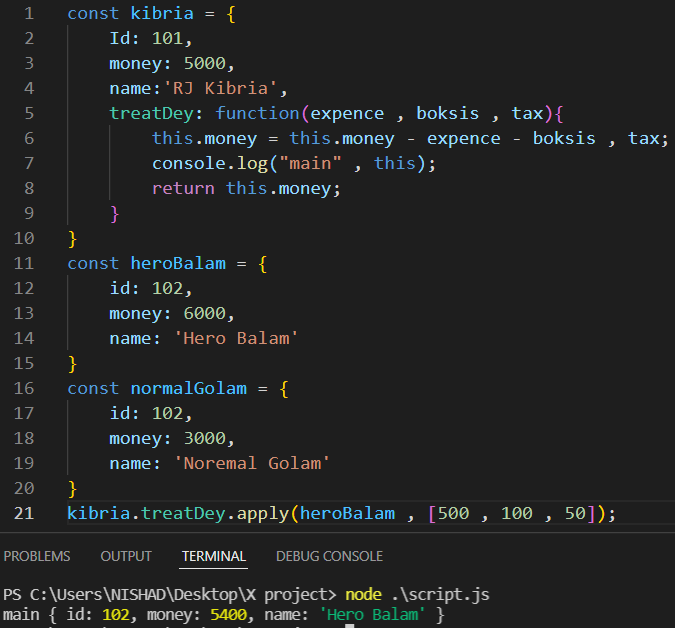 1 const kibria = {
2 Id: 101,
3 money: 5000,
4 name:'RJ Kibria',
5 treatDey: function(expence , boksis , tax){
6 this.money = this.money - expence - boksis , tax;
7 console.log("main" , this);
8 return this.money;
9 }
10 }
11 const heroBalam = {
12 id: 102,
13 money: 6000,
14 name: 'Hero Balam'
15 }
16 const normalGolam = {
17 id: 102,
18 money: 3000,
19 name: 'Noremal Golam'
20 }
21 kibria.treatDey.apply(heroBalam , [500 , 100 , 50]);
PROBLEMS OUTPUT TERMINAL DEBUG CONSOLE
PS C:\Users\NISHAD\Desktop\X project> node .\script.js
main { id: 102, money: 5400, name: 'Hero Balam' }